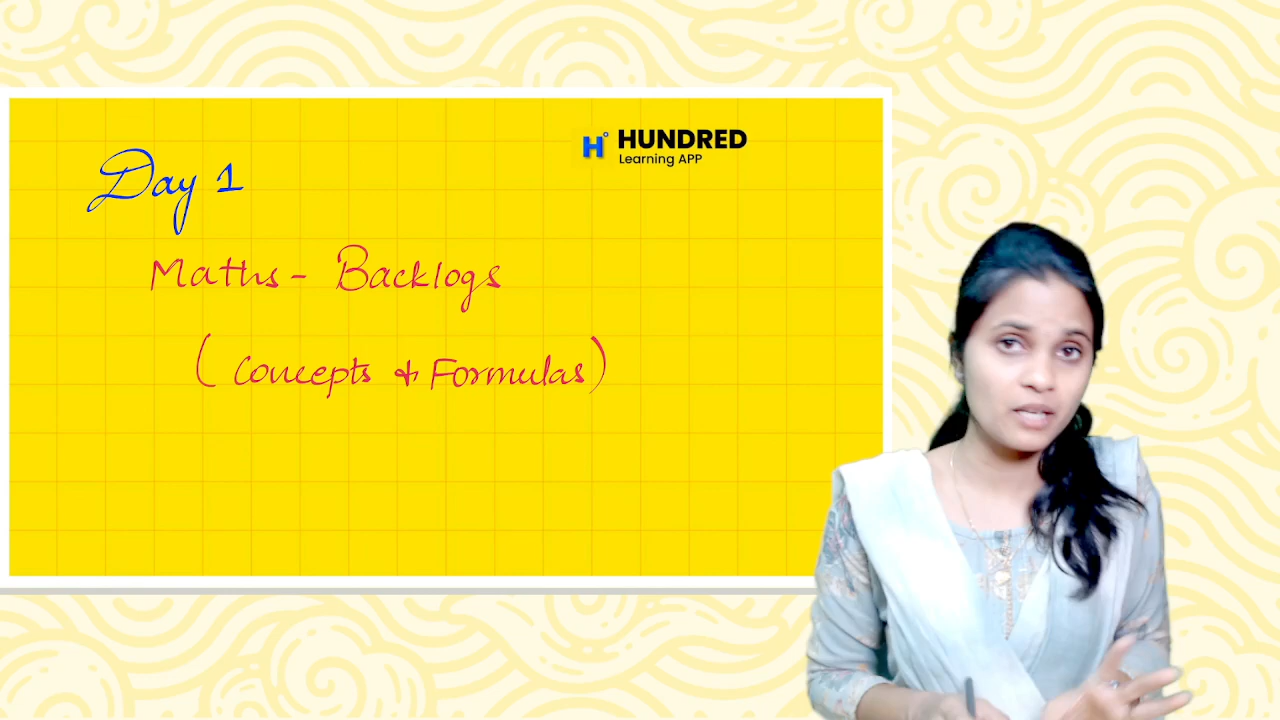 HUNDRED
Learning APP
Day 1
Maths - Backlogs
(Concepts & Formulas)